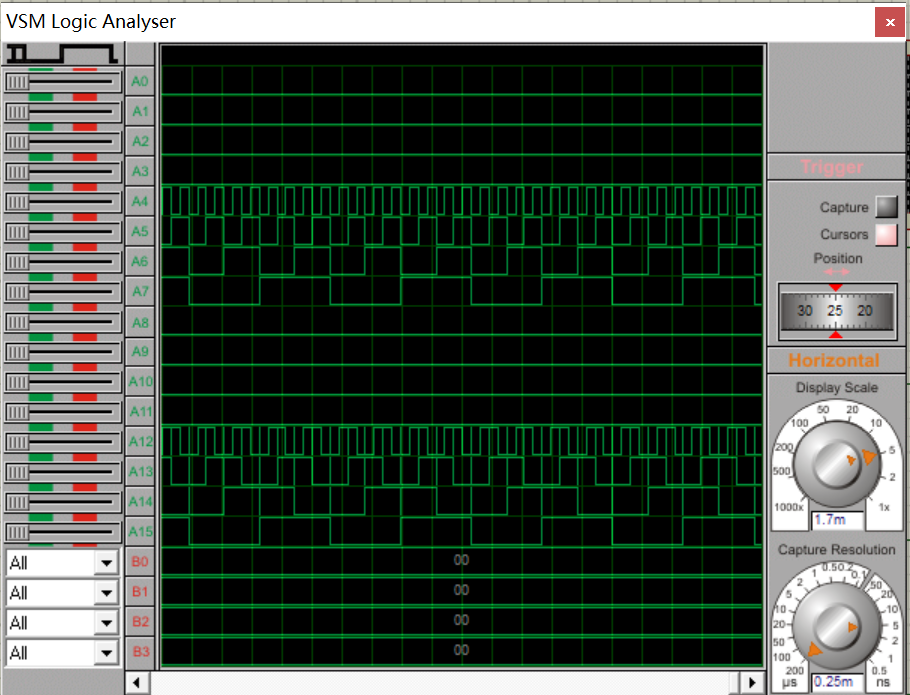 VSM Logic Analyser
×
A0
A1
A2
A3
A4
A5
A6
A7
A8
A9
A10
A11
A12
A13
A14
A15
All
B0
00
All
B1
00
All
B2
00
All
B3
00
Trigger
Capture
Cursors
Position
30 25 20
Horizontal
Display Scale
1000x 500 200 100 50 20 10 5 2 1x
1.7m
Capture Resolution
200 100 50 20 10 5 2 1 0.5 0.2 0.1 50 20 10 5 2 1 0.5
µs
ns
0.25m